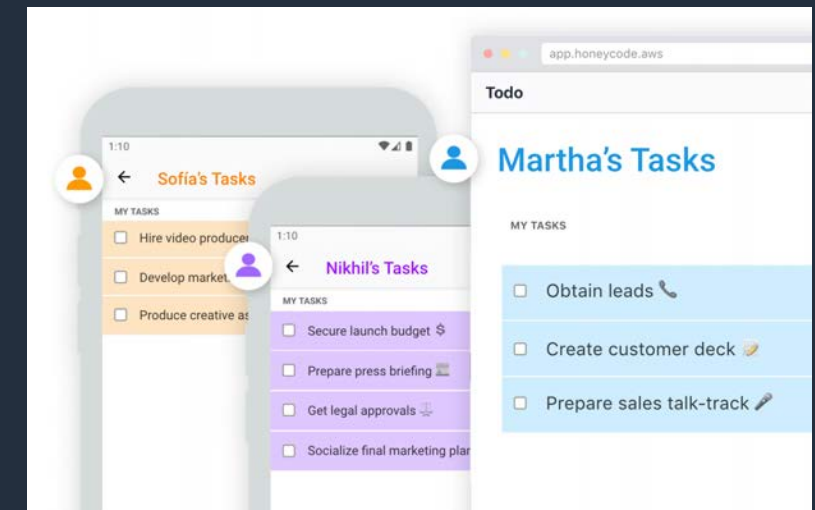 app.honeycode.aws
Todo
Martha's Tasks
MY TASKS
Obtain leads
Create customer deck
Prepare sales talk-track
1:10
Sofía's Tasks
MY TASKS
Hire video producer
Develop market
Produce creative as
1:10
Nikhil's Tasks
MY TASKS
Secure launch budget $
Prepare press briefing
Get legal approvals
Socialize final marketing plan